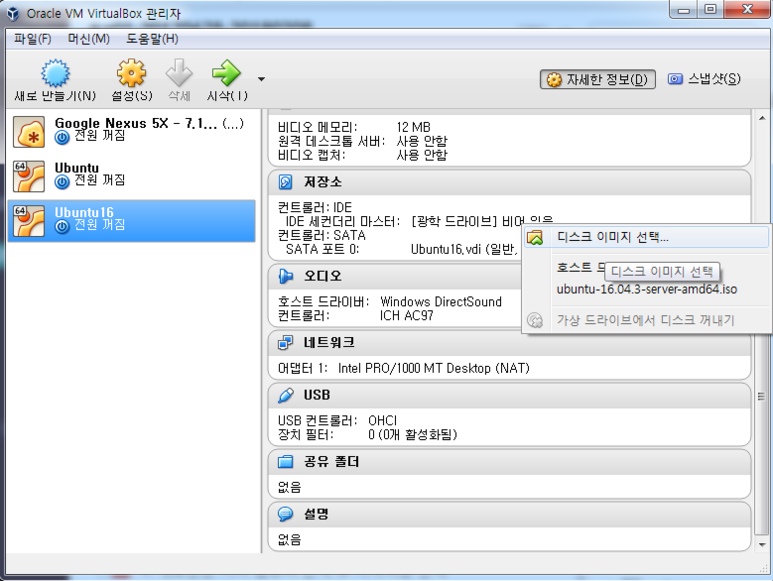 Oracle VM VirtualBox 관리자
파일(F) 머신(M) 도움말(H)
새로 만들기(N) 설정(S) 삭제 시작(T) 자세한 정보(D) 스냅샷(S)
Google Nexus 5X - 7.1... (...)
전원 꺼짐
64 Ubuntu
전원 꺼짐
64 Ubuntu16
전원 꺼짐
비디오 메모리: 12 MB
원격 데스크톱 서버: 사용 안함
비디오 캡처: 사용 안함
저장소
컨트롤러: IDE
IDE 세컨더리 마스터: [광학 드라이브] 비어 있음
컨트롤러: SATA
SATA 포트 0: Ubuntu16.vdi (일반,
디스크 이미지 선택...
호스트
디스크 이미지 선택
ubuntu-16.04.3-server-amd64.iso
가상 드라이브에서 디스크 꺼내기
오디오
호스트 드라이버: Windows DirectSound
컨트롤러: ICH AC97
네트워크
어댑터 1: Intel PRO/1000 MT Desktop (NAT)
USB
USB 컨트롤러: OHCI
장치 필터: 0 (0개 활성화됨)
공유 폴더
없음
설명
없음